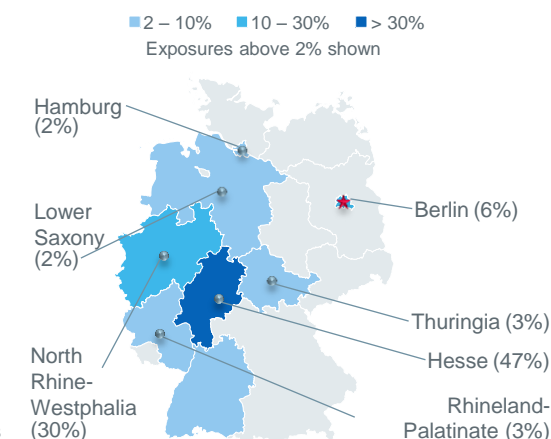 2 – 10% 10 – 30% > 30%
Exposures above 2% shown
Hamburg
(2%)
Lower
Saxony
(2%)
Berlin (6%)
Thuringia (3%)
Hesse (47%)
North
Rhine-
Westphalia
(30%)
Rhineland-
Palatinate (3%)